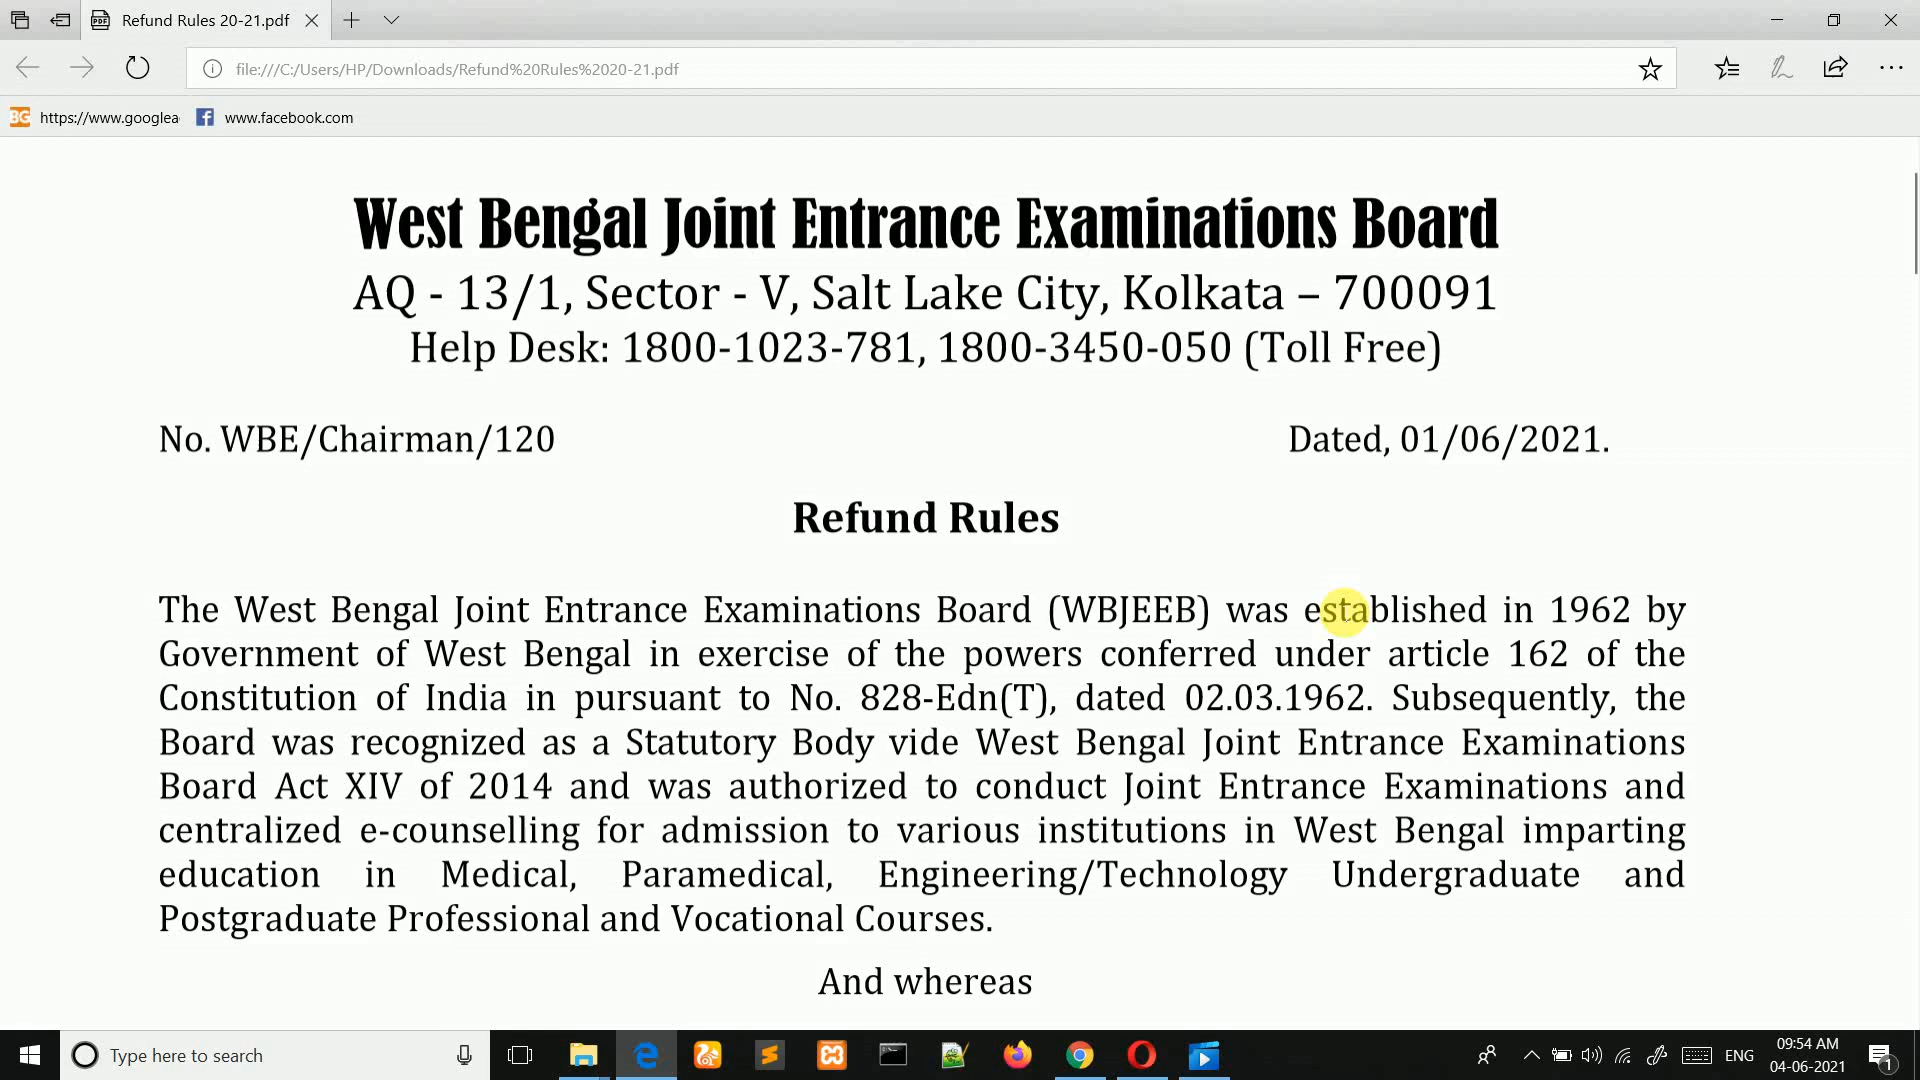 Refund Rules 20-21.pdf
file:///C:/Users/HP/Downloads/Refund%20Rules%2020-21.pdf
BG https://www.googlea
www.facebook.com
West Bengal Joint Entrance Examinations Board
AQ - 13/1, Sector - V, Salt Lake City, Kolkata – 700091
Help Desk: 1800-1023-781, 1800-3450-050 (Toll Free)
No. WBE/Chairman/120 Dated, 01/06/2021.
Refund Rules
The West Bengal Joint Entrance Examinations Board (WBJEEB) was established in 1962 by
Government of West Bengal in exercise of the powers conferred under article 162 of the
Constitution of India in pursuant to No. 828-Edn(T), dated 02.03.1962. Subsequently, the
Board was recognized as a Statutory Body vide West Bengal Joint Entrance Examinations
Board Act XIV of 2014 and was authorized to conduct Joint Entrance Examinations and
centralized e-counselling for admission to various institutions in West Bengal imparting
education in Medical, Paramedical, Engineering/Technology Undergraduate and
Postgraduate Professional and Vocational Courses.
And whereas
Type here to search
ENG
09:54 AM
04-06-2021
1